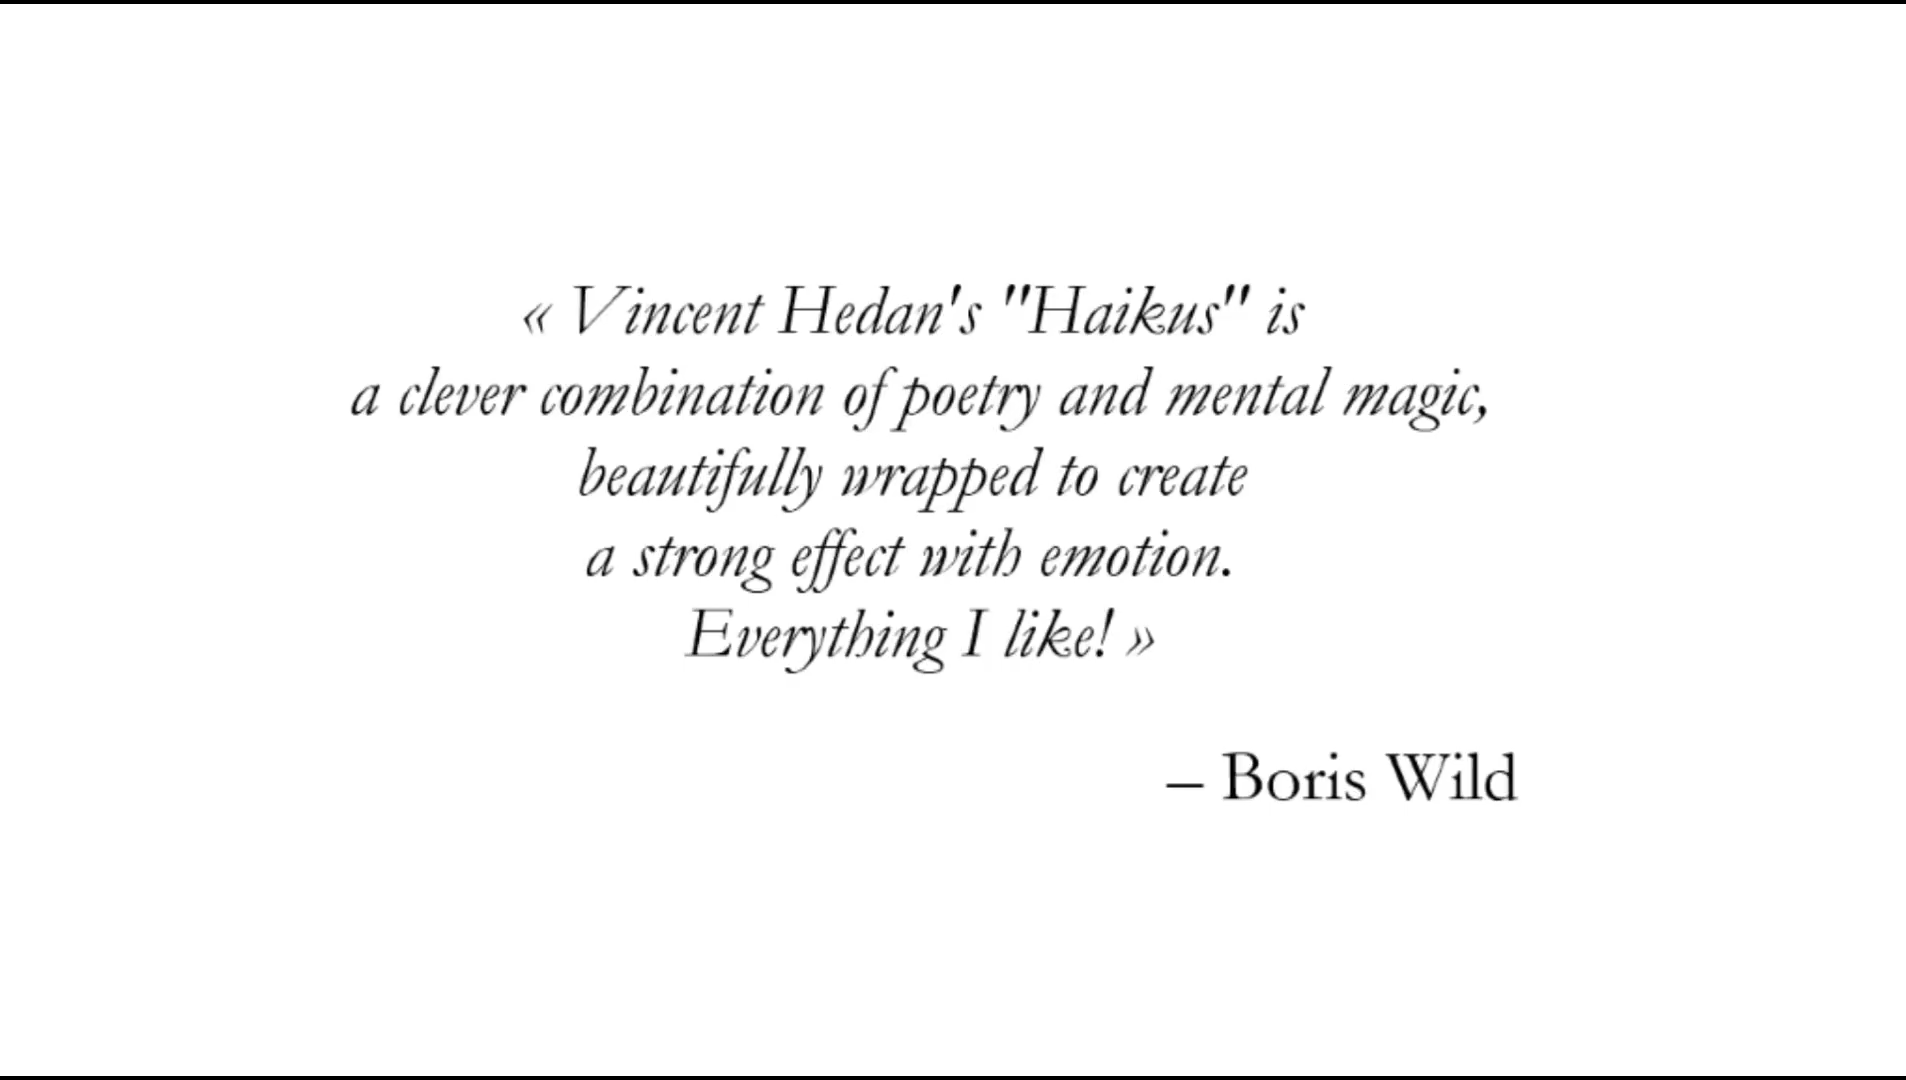 « Vincent Hedan's "Haikus" is
a clever combination of poetry and mental magic,
beautifully wrapped to create
a strong effect with emotion.
Everything I like! »
– Boris Wild